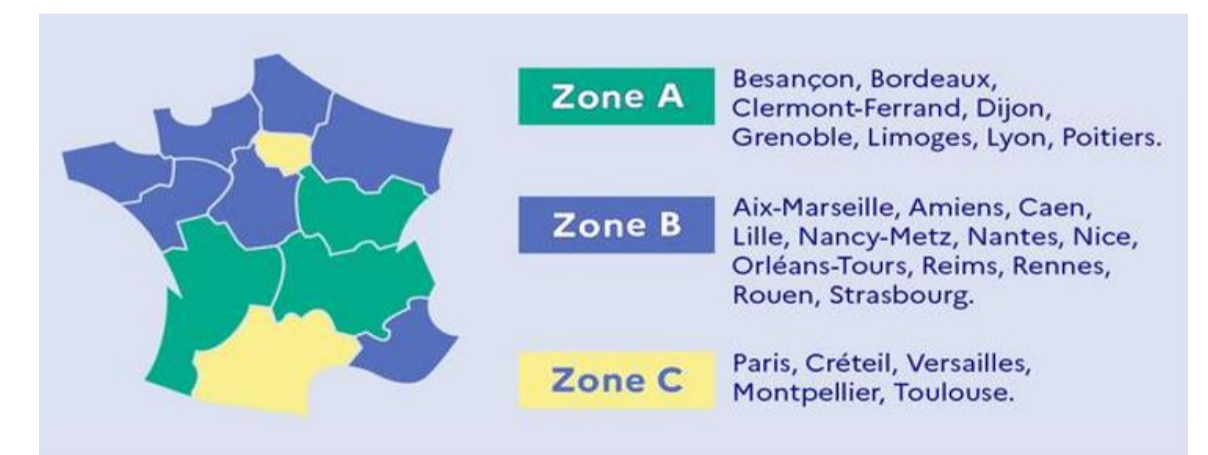 Zone A
Besançon, Bordeaux,
Clermont-Ferrand, Dijon,
Grenoble, Limoges, Lyon, Poitiers.
Zone B
Aix-Marseille, Amiens, Caen,
Lille, Nancy-Metz, Nantes, Nice,
Orléans-Tours, Reims, Rennes,
Rouen, Strasbourg.
Zone C
Paris, Créteil, Versailles,
Montpellier, Toulouse.